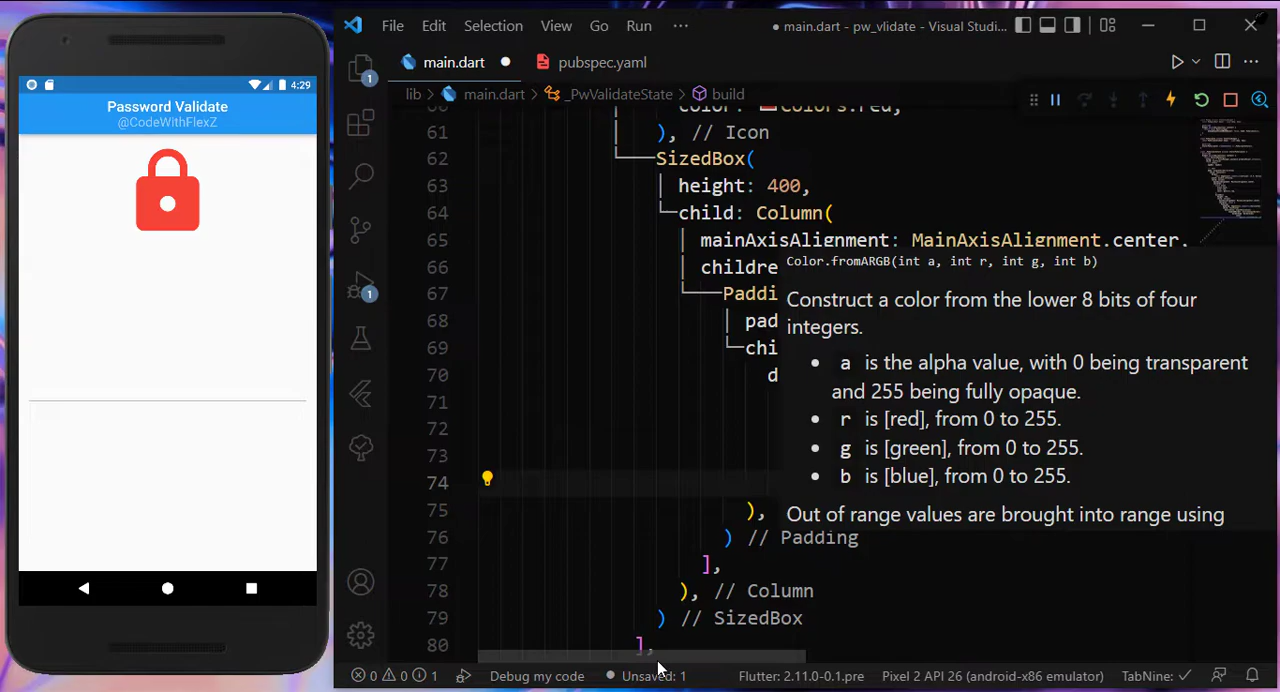 4:29
Password Validate
@CodeWithFlexZ
File Edit Selection View Go Run ···
● main.dart - pw_vlidate - Visual Studi...
main.dart ●
pubspec.yaml
lib > main.dart > _PwValidateState > build
color: Colors.red,
61 ), // Icon
62 SizedBox(
63 height: 400,
64 child: Column(
65 mainAxisAlignment: MainAxisAlignment.center,
66 childre
67 Paddi
68 pad
69 chi
70 d
71
72
73
74
75 ),
76 ) // Padding
77 ],
78 ), // Column
79 ) // SizedBox
80 ],
Color.fromARGB(int a, int r, int g, int b)
Construct a color from the lower 8 bits of four
integers.
• a is the alpha value, with 0 being transparent
and 255 being fully opaque.
• r is [red], from 0 to 255.
• g is [green], from 0 to 255.
• b is [blue], from 0 to 255.
Out of range values are brought into range using
1
1
0 0 1 Debug my code ● Unsaved: 1 Flutter: 2.11.0-0.1.pre Pixel 2 API 26 (android-x86 emulator) TabNine: ✓